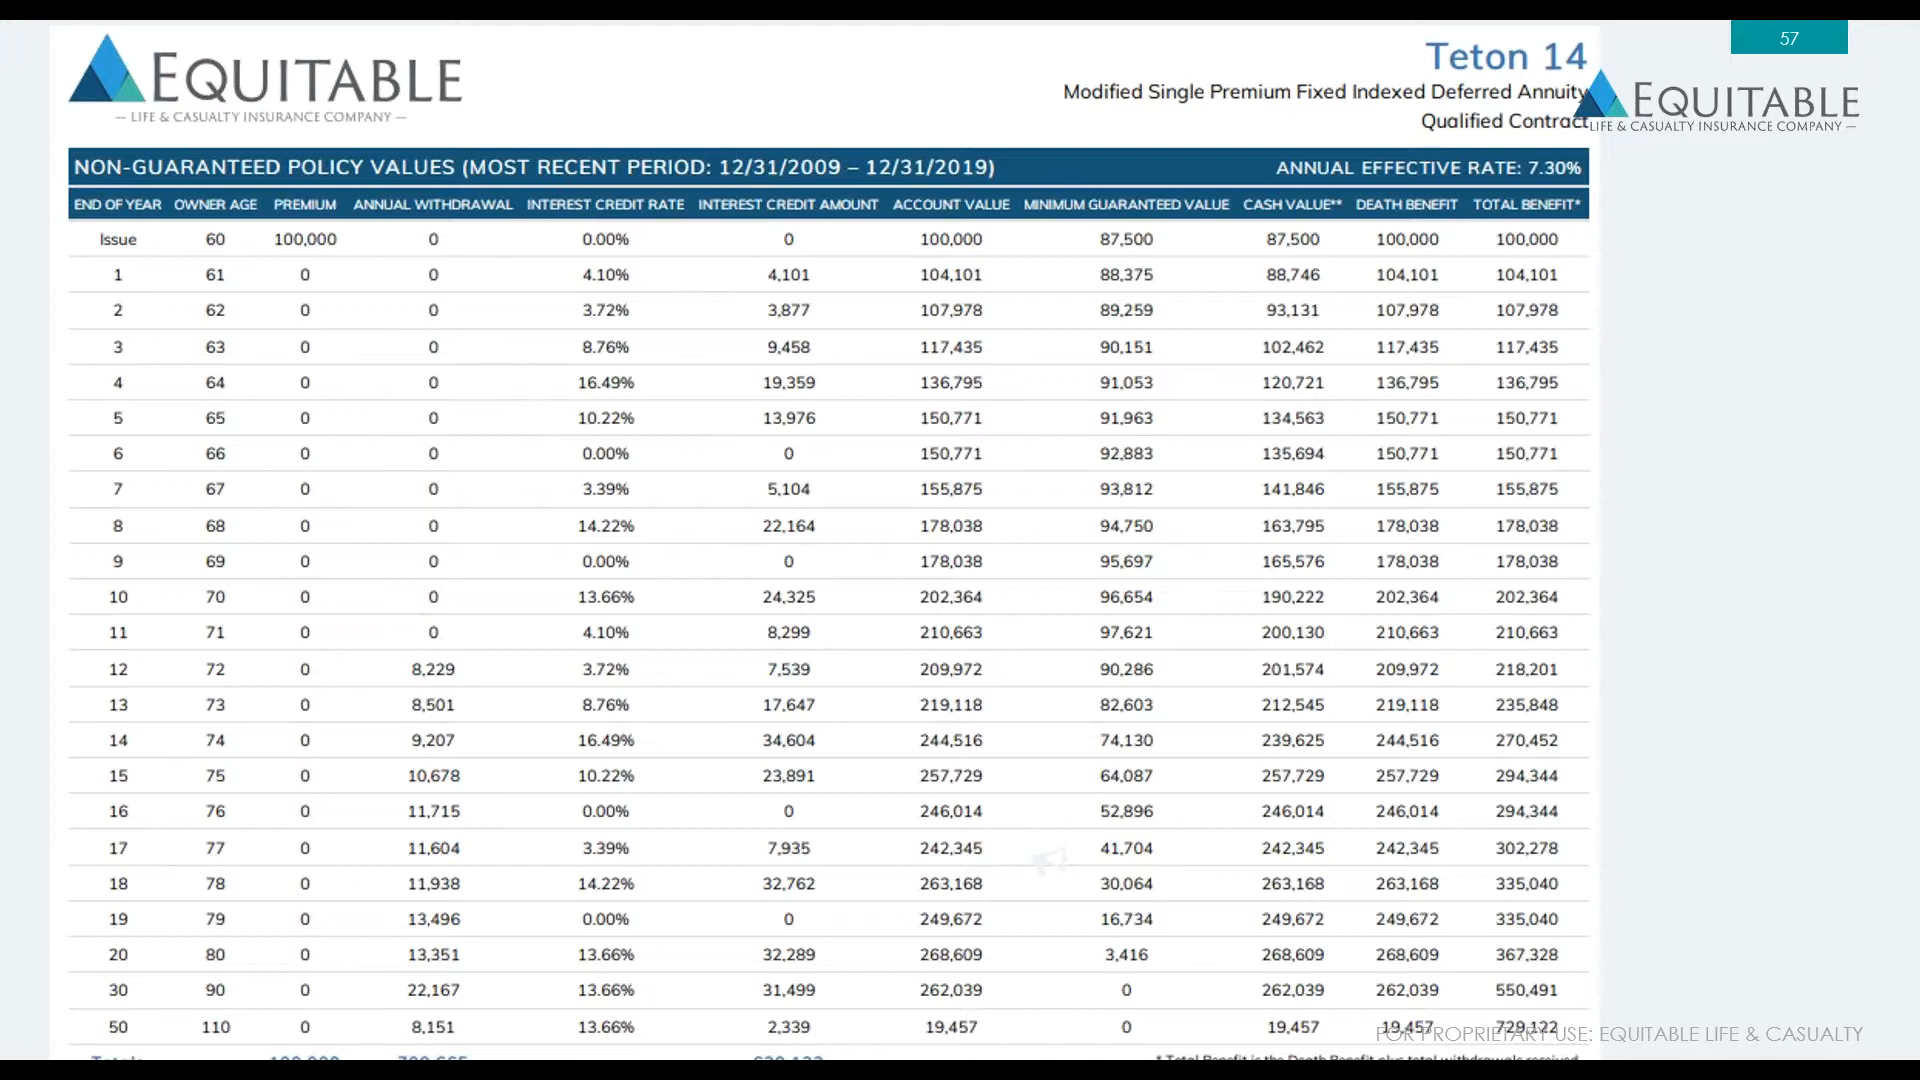 57
EQUITABLE
— LIFE & CASUALTY INSURANCE COMPANY —
Teton 14
Modified Single Premium Fixed Indexed Deferred Annuity
Qualified Contract
EQUITABLE
LIFE & CASUALTY INSURANCE COMPANY —
NON-GUARANTEED POLICY VALUES (MOST RECENT PERIOD: 12/31/2009 – 12/31/2019) ANNUAL EFFECTIVE RATE: 7.30%
END OF YEAR OWNER AGE PREMIUM ANNUAL WITHDRAWAL INTEREST CREDIT RATE INTEREST CREDIT AMOUNT ACCOUNT VALUE MINIMUM GUARANTEED VALUE CASH VALUE** DEATH BENEFIT TOTAL BENEFIT*
Issue 60 100,000 0 0.00% 0 100,000 87,500 87,500 100,000 100,000
1 61 0 0 4.10% 4,101 104,101 88,375 88,746 104,101 104,101
2 62 0 0 3.72% 3,877 107,978 89,259 93,131 107,978 107,978
3 63 0 0 8.76% 9,458 117,435 90,151 102,462 117,435 117,435
4 64 0 0 16.49% 19,359 136,795 91,053 120,721 136,795 136,795
5 65 0 0 10.22% 13,976 150,771 91,963 134,563 150,771 150,771
6 66 0 0 0.00% 0 150,771 92,883 135,694 150,771 150,771
7 67 0 0 3.39% 5,104 155,875 93,812 141,846 155,875 155,875
8 68 0 0 14.22% 22,164 178,038 94,750 163,795 178,038 178,038
9 69 0 0 0.00% 0 178,038 95,697 165,576 178,038 178,038
10 70 0 0 13.66% 24,325 202,364 96,654 190,222 202,364 202,364
11 71 0 0 4.10% 8,299 210,663 97,621 200,130 210,663 210,663
12 72 0 8,229 3.72% 7,539 209,972 90,286 201,574 209,972 218,201
13 73 0 8,501 8.76% 17,647 219,118 82,603 212,545 219,118 235,848
14 74 0 9,207 16.49% 34,604 244,516 74,130 239,625 244,516 270,452
15 75 0 10,678 10.22% 23,891 257,729 64,087 257,729 257,729 294,344
16 76 0 11,715 0.00% 0 246,014 52,896 246,014 246,014 294,344
17 77 0 11,604 3.39% 7,935 242,345 41,704 242,345 242,345 302,278
18 78 0 11,938 14.22% 32,762 263,168 30,064 263,168 263,168 335,040
19 79 0 13,496 0.00% 0 249,672 16,734 249,672 249,672 335,040
20 80 0 13,351 13.66% 32,289 268,609 3,416 268,609 268,609 367,328
30 90 0 22,167 13.66% 31,499 262,039 0 262,039 262,039 550,491
50 110 0 8,151 13.66% 2,339 19,457 0 19,457 19,457 729,122
FOR PROPRIETARY USE: EQUITABLE LIFE & CASUALTY
* Total Benefit is the Death Benefit plus total withdrawals received